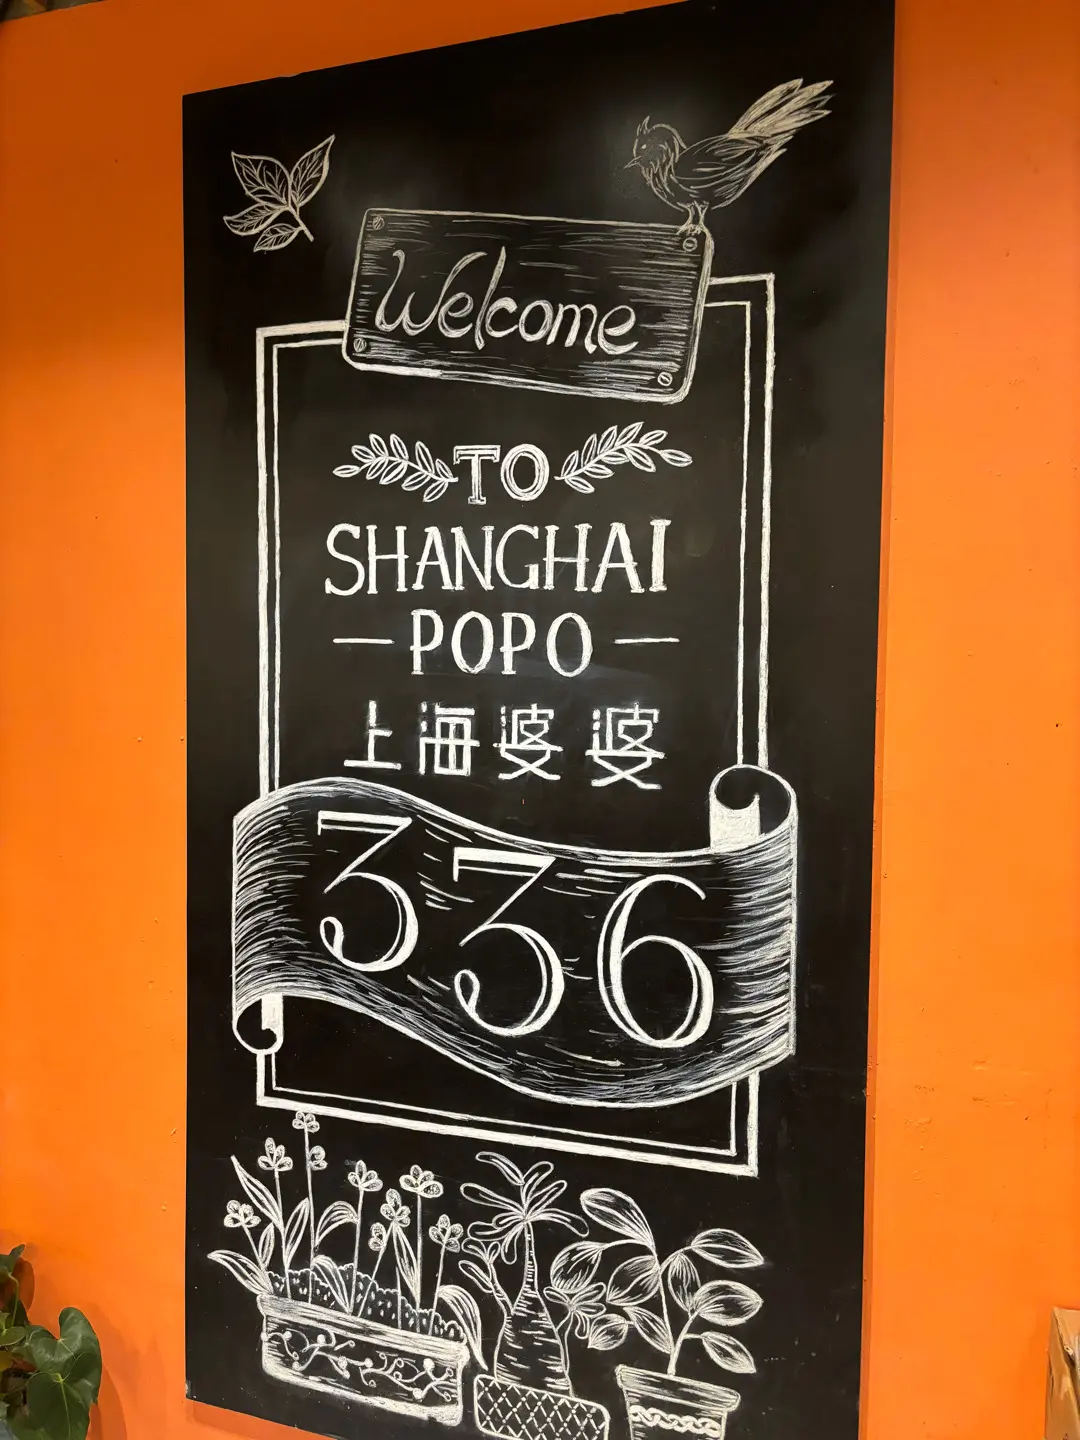 Welcome
TO
SHANGHAI
— POPO —
上海婆婆
336